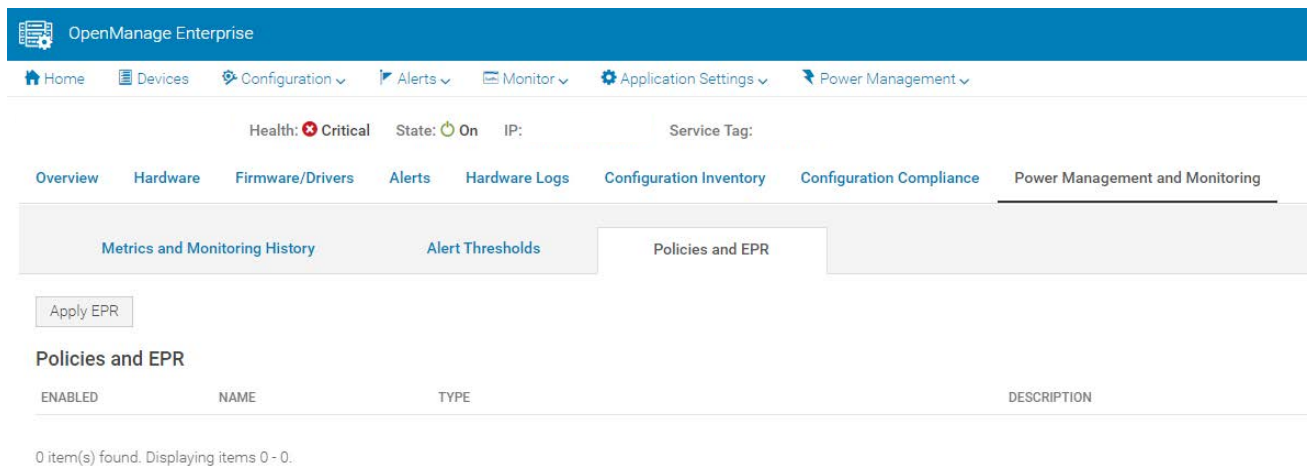 OpenManage Enterprise
Home Devices Configuration Alerts Monitor Application Settings Power Management
Health: Critical State: On IP: Service Tag:
Overview Hardware Firmware/Drivers Alerts Hardware Logs Configuration Inventory Configuration Compliance Power Management and Monitoring
Metrics and Monitoring History Alert Thresholds Policies and EPR
Apply EPR
Policies and EPR
ENABLED NAME TYPE DESCRIPTION
0 item(s) found. Displaying items 0 - 0.